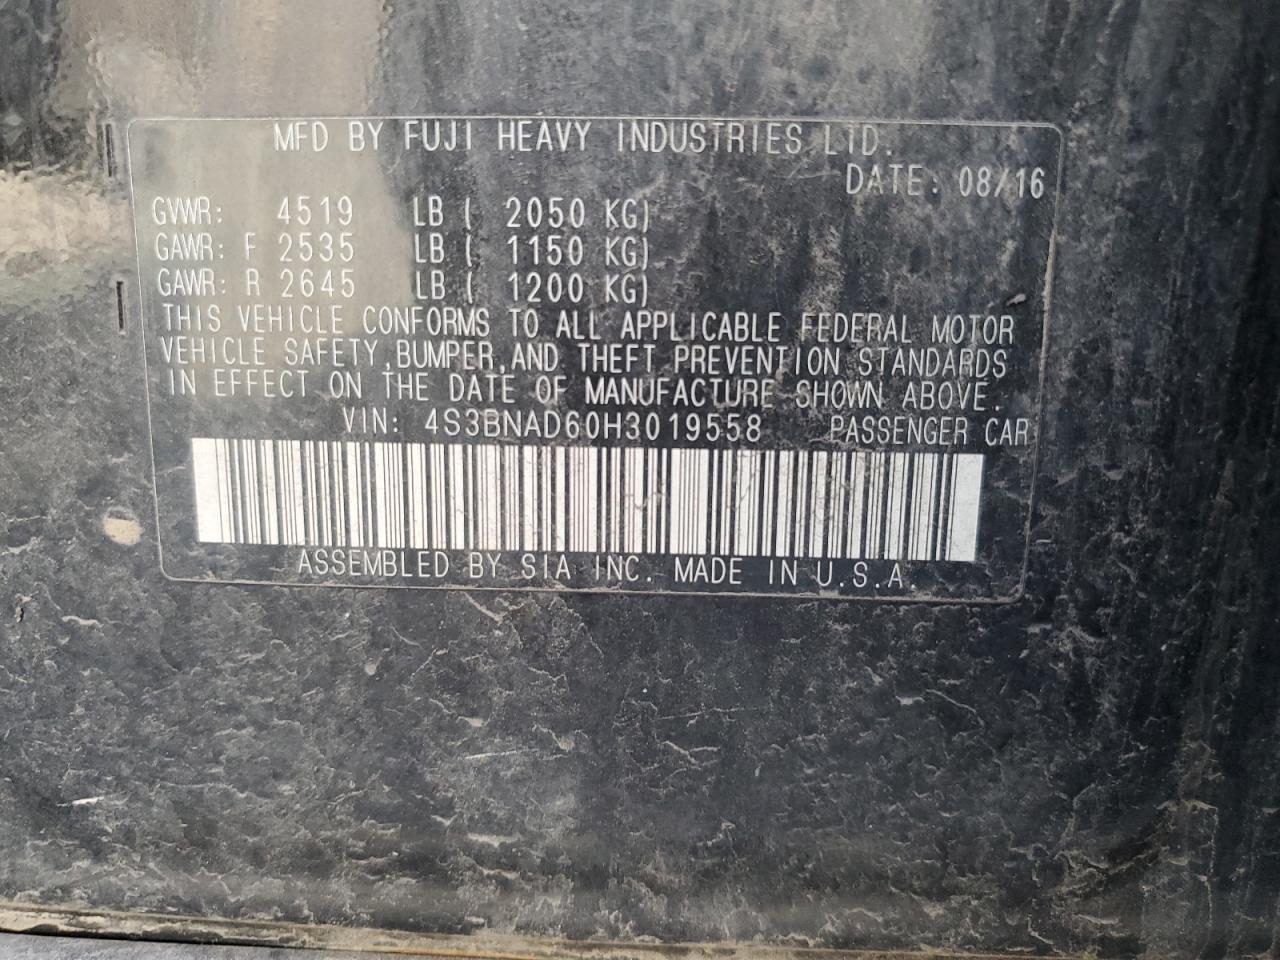 MFD BY FUJI HEAVY INDUSTRIES LTD.
DATE: 08/16
GVWR: 4519 LB ( 2050 KG)
GAWR: F 2535 LB ( 1150 KG)
GAWR: R 2645 LB ( 1200 KG)
THIS VEHICLE CONFORMS TO ALL APPLICABLE FEDERAL MOTOR
VEHICLE SAFETY,BUMPER,AND THEFT PREVENTION STANDARDS
IN EFFECT ON THE DATE OF MANUFACTURE SHOWN ABOVE.
VIN: 4S3BNAD60H3019558 PASSENGER CAR
ASSEMBLED BY SIA INC. MADE IN U.S.A.